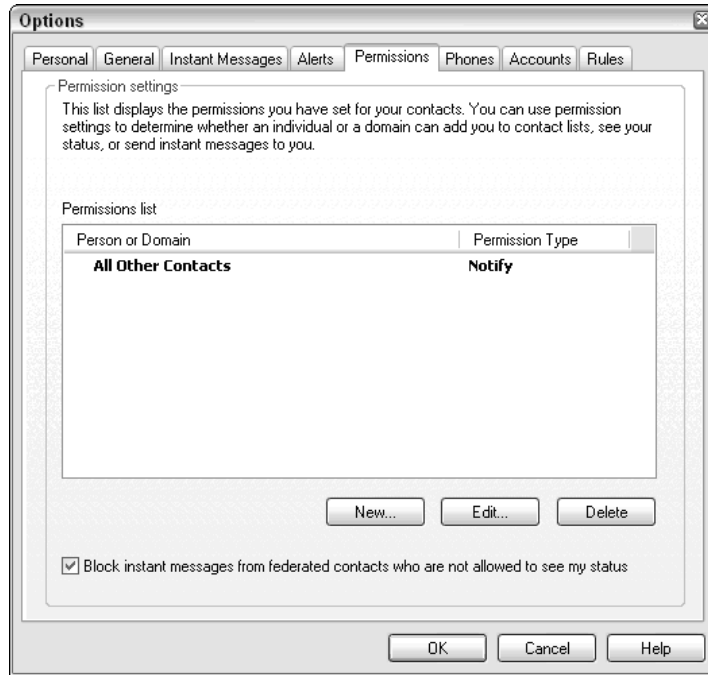 Options
Personal General Instant Messages Alerts Permissions Phones Accounts Rules
Permission settings
This list displays the permissions you have set for your contacts. You can use permission
settings to determine whether an individual or a domain can add you to contact lists, see your
status, or send instant messages to you.
Permissions list
Person or Domain Permission Type
All Other Contacts Notify
New... Edit... Delete
Block instant messages from federated contacts who are not allowed to see my status
OK Cancel Help